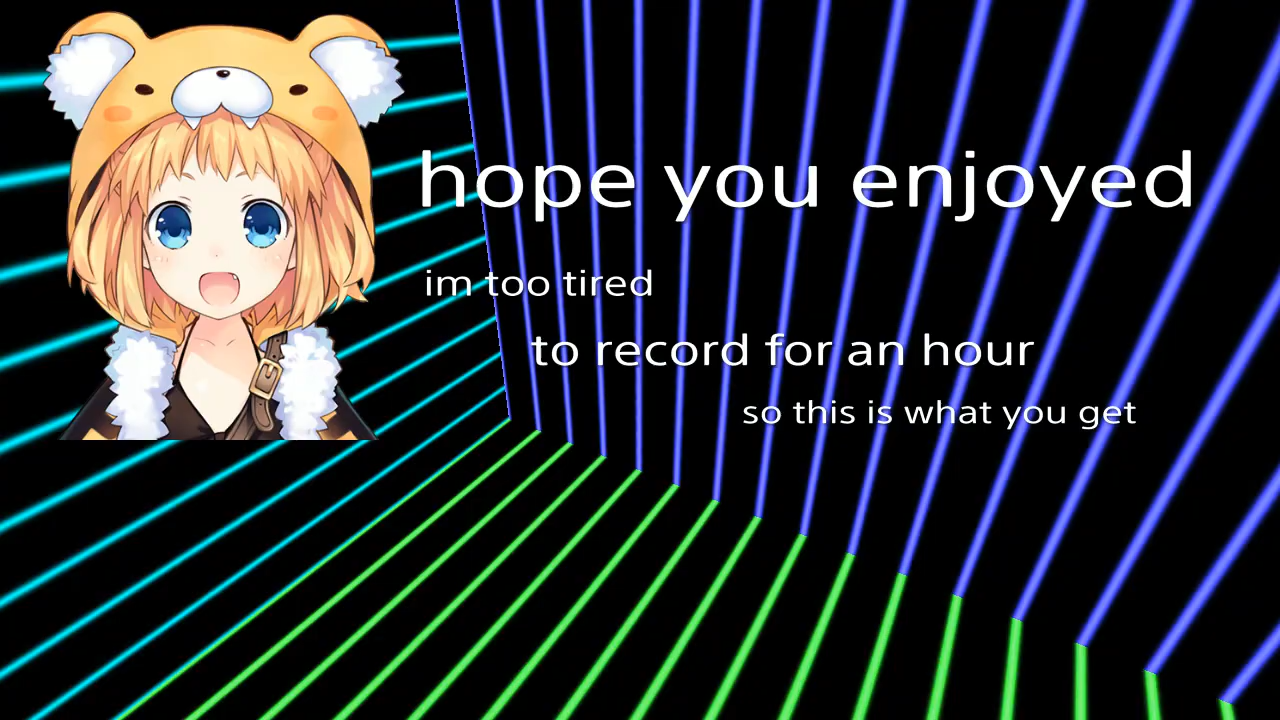 hope you enjoyed
im too tired
to record for an hour
so this is what you get